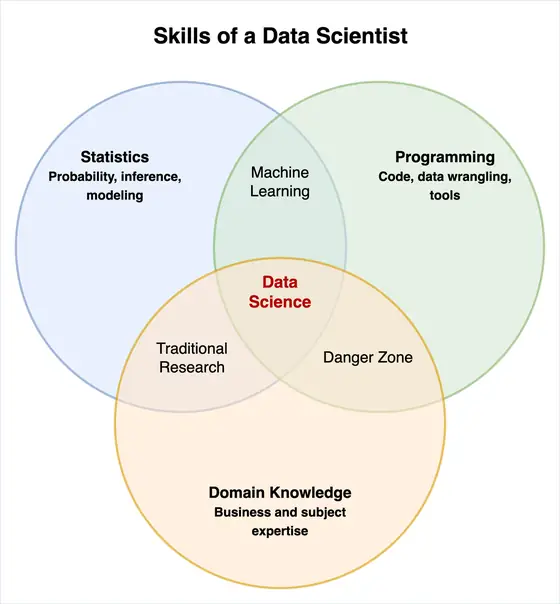 Skills of a Data Scientist
Statistics
Probability, inference,
modeling
Programming
Code, data wrangling,
tools
Machine
Learning
Data
Science
Traditional
Research
Danger Zone
Domain Knowledge
Business and subject
expertise